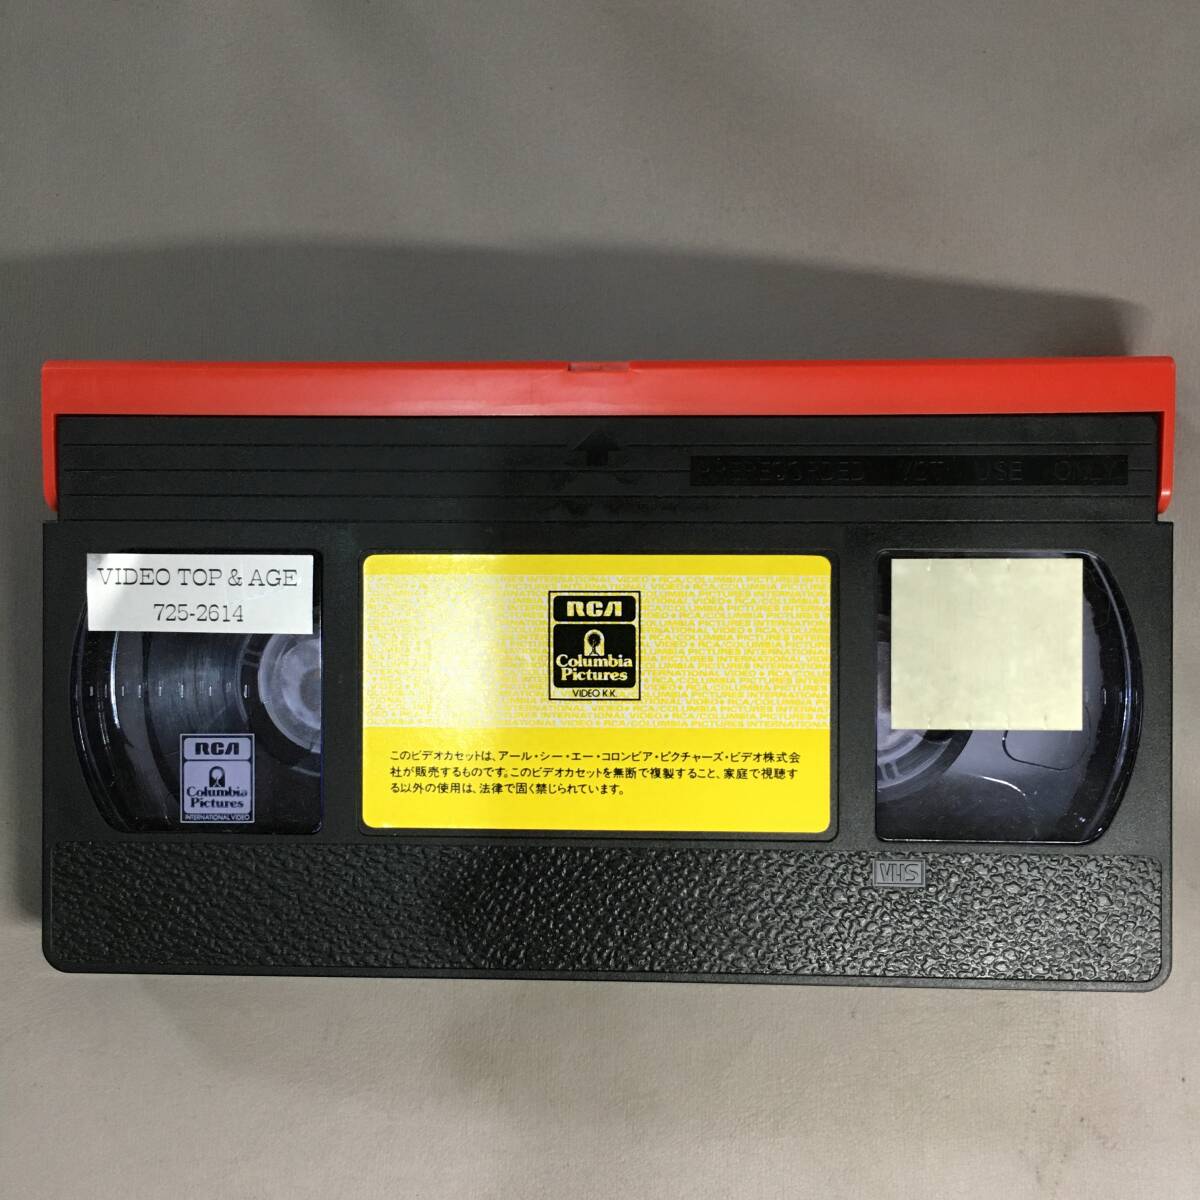 PRERECORDED VCT USE ONLY
VIDEO TOP & AGE
725-2614
RCA
Columbia
Pictures
INTERNATIONAL VIDEO
RCA
Columbia
Pictures
VIDEO K.K.
このビデオカセットは、アール・シー・エー・コロンビア・ピクチャーズ・ビデオ株式会
社が販売するものです。このビデオカセットを無断で複製すること、家庭で視聴す
る以外の使用は、法律で固く禁じられています。
VHS